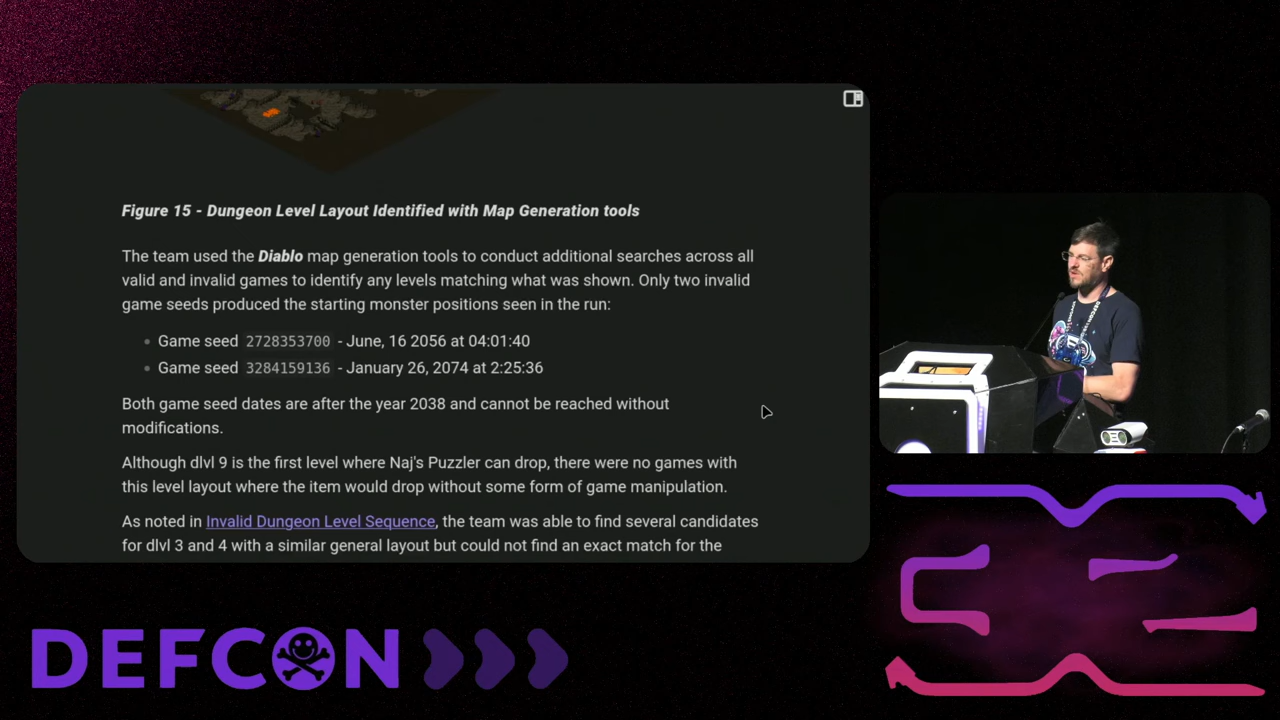 Figure 15 - Dungeon Level Layout Identified with Map Generation tools
The team used the Diablo map generation tools to conduct additional searches across all
valid and invalid games to identify any levels matching what was shown. Only two invalid
game seeds produced the starting monster positions seen in the run:
• Game seed 2728353700 - June, 16 2056 at 04:01:40
• Game seed 3284159136 - January 26, 2074 at 2:25:36
Both game seed dates are after the year 2038 and cannot be reached without
modifications.
Although dlvl 9 is the first level where Naj's Puzzler can drop, there were no games with
this level layout where the item would drop without some form of game manipulation.
As noted in Invalid Dungeon Level Sequence, the team was able to find several candidates
for dlvl 3 and 4 with a similar general layout but could not find an exact match for the
DEFCON